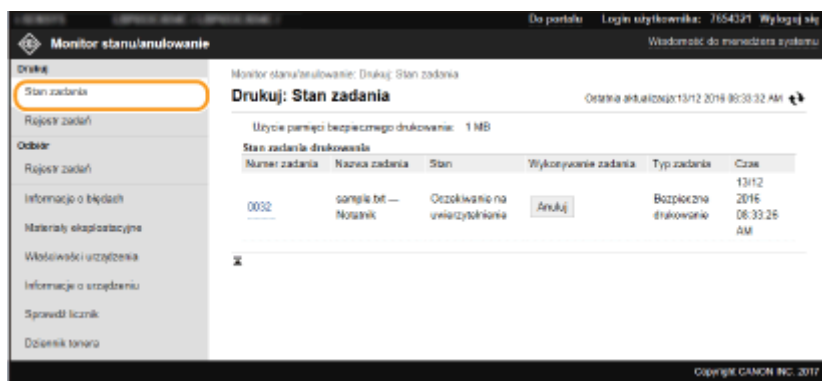 Do portalu Login użytkownika: 7654321 Wyloguj się
Monitor stanu/anulowanie
Wiadomość do menedżera systemu
Drukuj
Stan zadania
Rejestr zadań
Odbiór
Rejestr zadań
Informacje o błędach
Materiały eksploatacyjne
Właściwości urządzenia
Informacje o urządzeniu
Sprawdź licznik
Dziennik tonera
Monitor stanu/anulowanie: Drukuj: Stan zadania
Drukuj: Stan zadania
Ostatnia aktualizacja:13/12 2016 08:33:32 AM
Użycie pamięci bezpiecznego drukowania: 1 MB
Stan zadania drukowania
Numer zadania Nazwa zadania Stan Wykonywanie zadania Typ zadania Czas
0032 sample.txt — Notatnik Oczekiwanie na uwierzytelnienie Anuluj Bezpieczne drukowanie 13/12 2016 08:33:26 AM
Copyright CANON INC. 2017